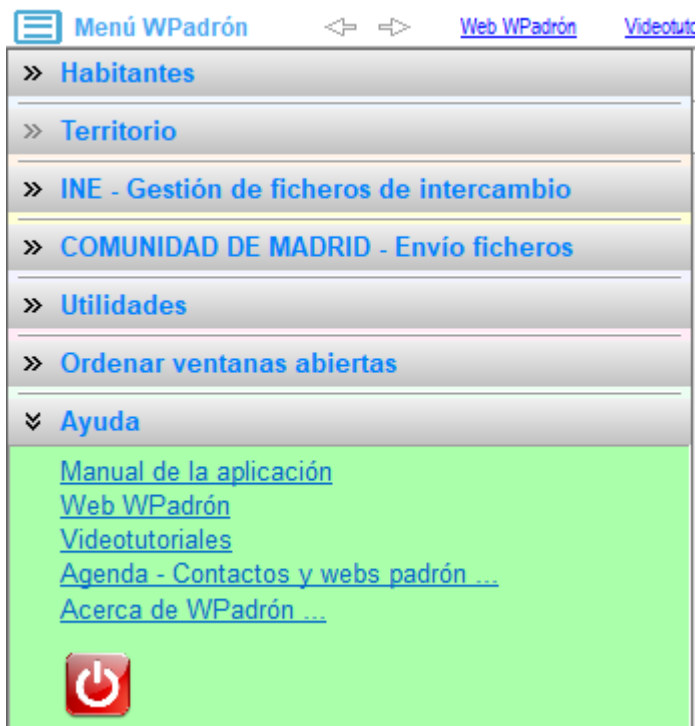 Menú WPadrón Web WPadrón
Habitantes
Territorio
INE - Gestión de ficheros de intercambio
COMUNIDAD DE MADRID - Envío ficheros
Utilidades
Ordenar ventanas abiertas
Ayuda
Manual de la aplicación
Web WPadrón
Videotutoriales
Agenda - Contactos y webs padrón ...
Acerca de WPadrón ...